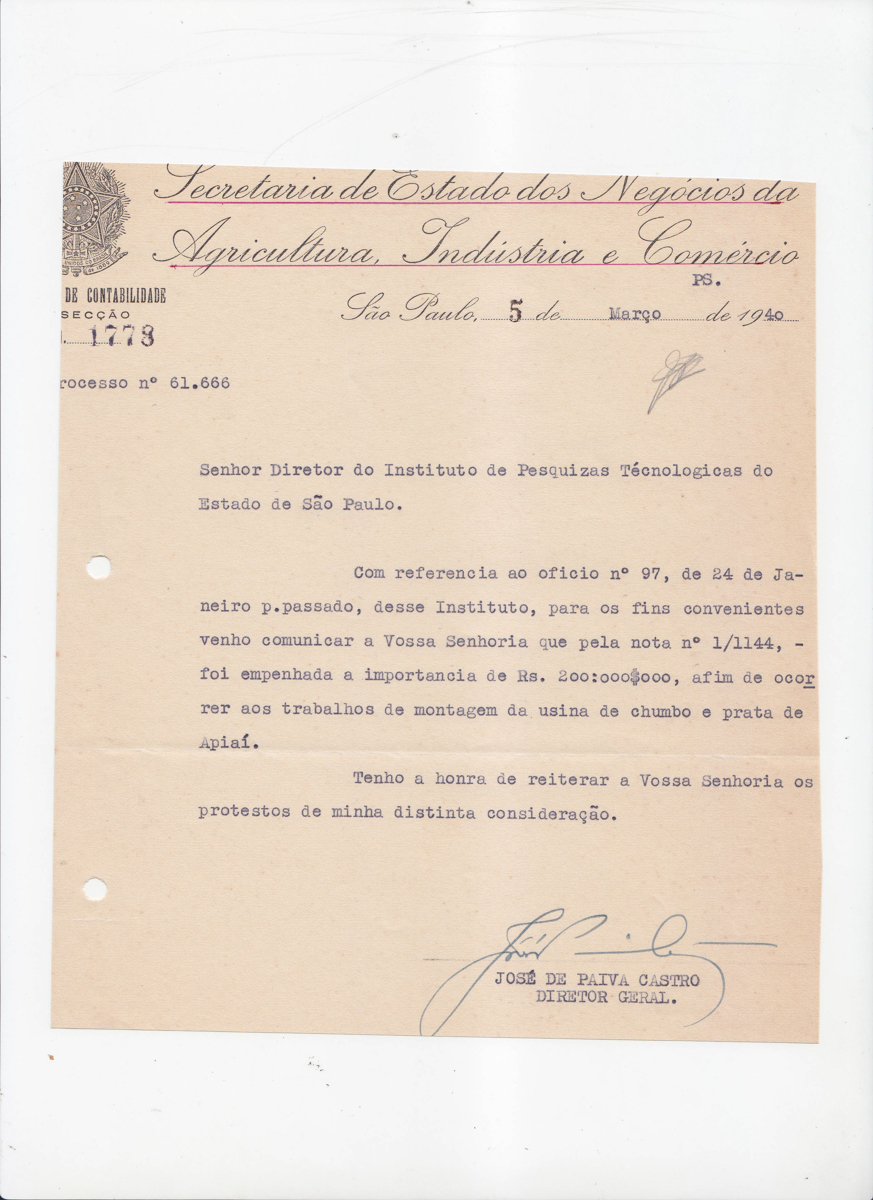 Secretaria de Estado dos Negócios da
Agricultura, Indústria e Comércio
PS.
DE CONTABILIDADE
SECÇÃO
São Paulo, 5 de Março de 1940
1778
rocesso nº 61.666
Senhor Diretor do Instituto de Pesquizas Técnologicas do
Estado de São Paulo.
Com referencia ao oficio nº 97, de 24 de Ja-
neiro p.passado, desse Instituto, para os fins convenientes
venho comunicar a Vossa Senhoria que pela nota nº 1/1144, -
foi empenhada a importancia de Rs. 200:000$000, afim de ocor
rer aos trabalhos de montagem da usina de chumbo e prata de
Apiaí.
Tenho a honra de reiterar a Vossa Senhoria os
protestos de minha distinta consideração.
JOSÉ DE PAIVA CASTRO
DIRETOR GERAL.